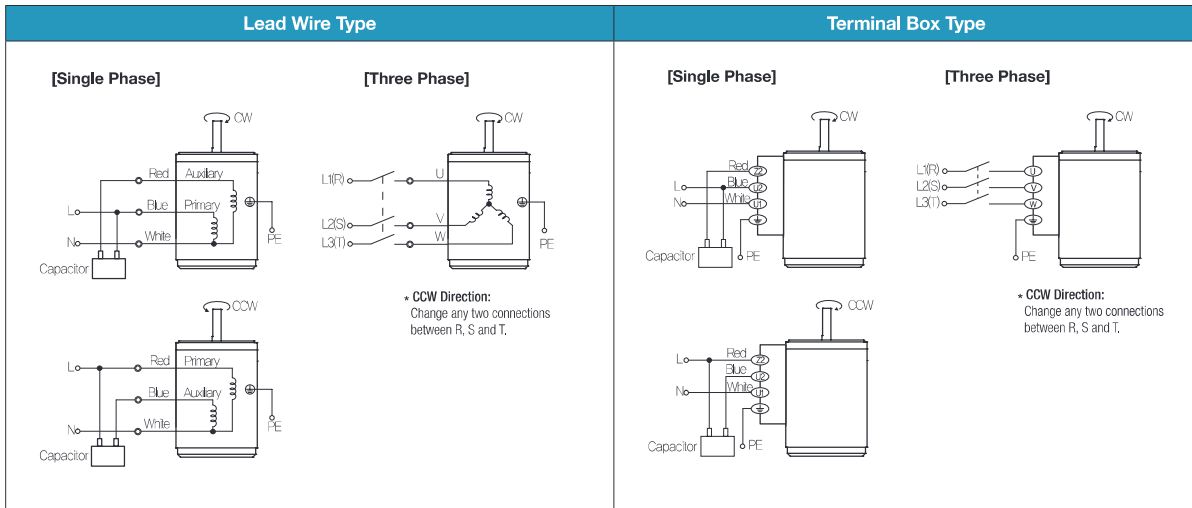 Lead Wire Type
[Single Phase]
CW
Red Auxiliary
L Blue Primary
N White
PE
Capacitor
CCW
L Red Primary
Blue Auxiliary
N White
PE
Capacitor
[Three Phase]
CW
L1(R) U
L2(S) V
L3(T) W
PE
* CCW Direction:
Change any two connections
between R, S and T.
Terminal Box Type
[Single Phase]
CW
Red Z2
L Blue U2
N White U1
Capacitor PE
CCW
L Red Z2
Blue U2
N White U1
Capacitor PE
[Three Phase]
CW
L1(R) U
L2(S) V
L3(T) W
PE
* CCW Direction:
Change any two connections
between R, S and T.